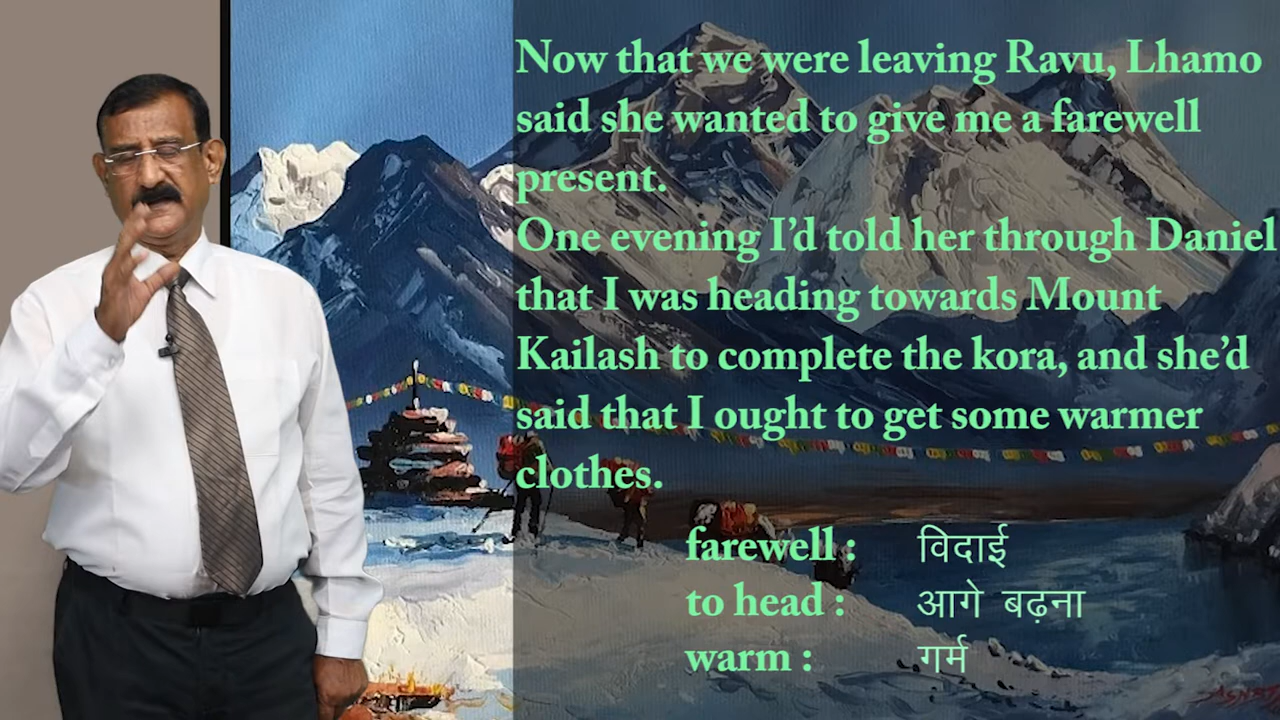 Now that we were leaving Ravu, Lhamo
said she wanted to give me a farewell
present.
One evening I’d told her through Daniel
that I was heading towards Mount
Kailash to complete the kora, and she’d
said that I ought to get some warmer
clothes.
farewell : विदाई
to head : आगे बढ़ना
warm : गर्म